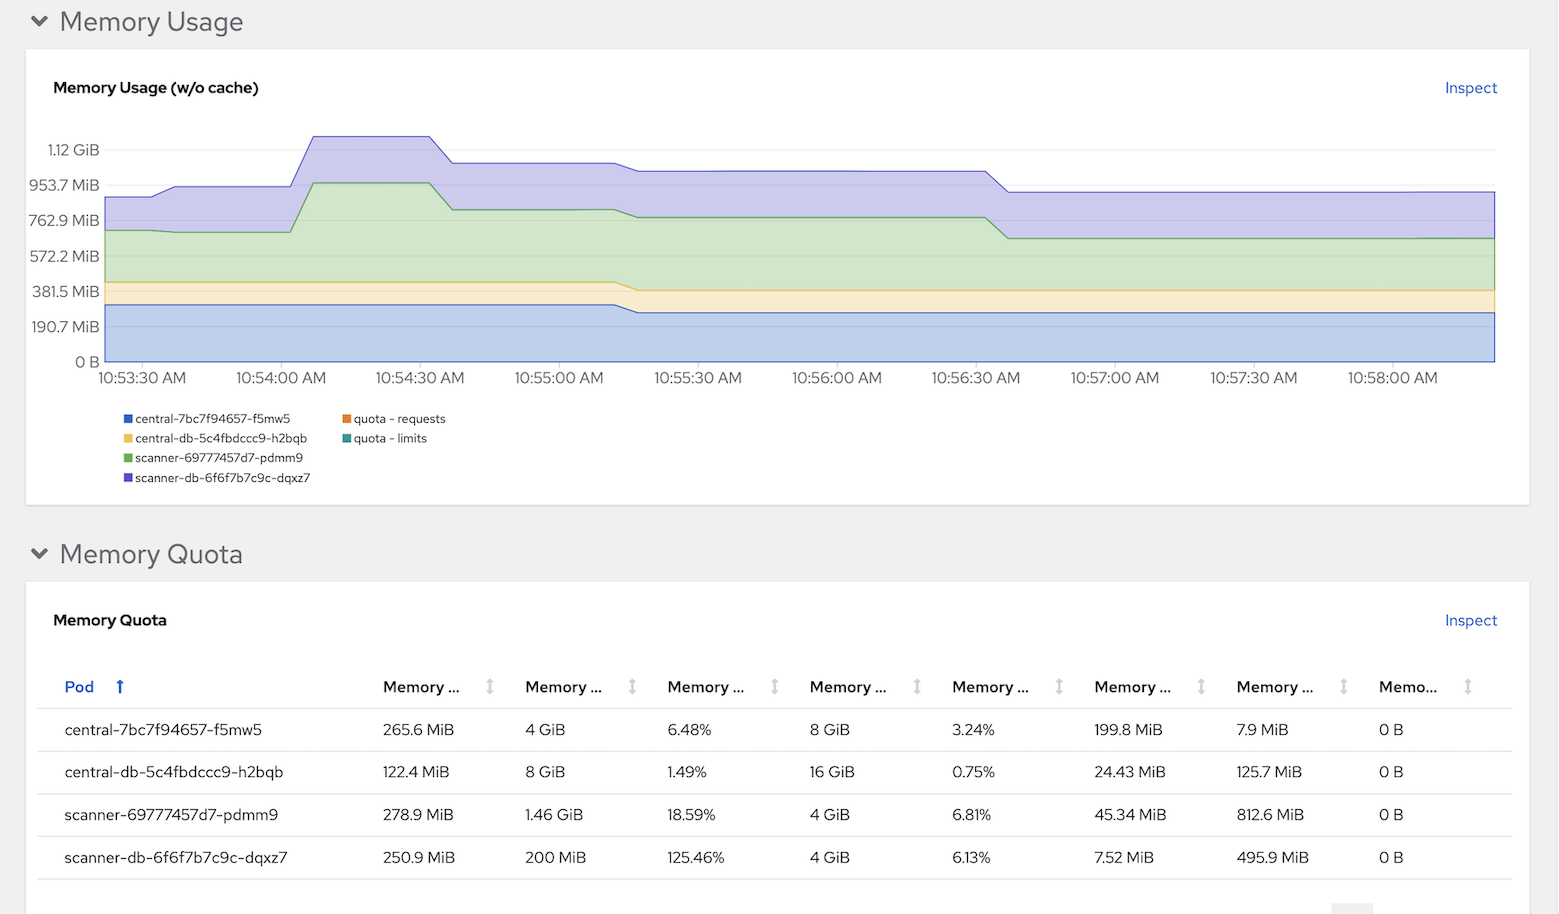 Memory Usage
Memory Usage (w/o cache) Inspect
1.12 GiB
953.7 MiB
762.9 MiB
572.2 MiB
381.5 MiB
190.7 MiB
0 B
10:53:30 AM 10:54:00 AM 10:54:30 AM 10:55:00 AM 10:55:30 AM 10:56:00 AM 10:56:30 AM 10:57:00 AM 10:57:30 AM 10:58:00 AM
central-7bc7f94657-f5mw5 quota - requests
central-db-5c4fbdccc9-h2bqb quota - limits
scanner-69777457d7-pdmm9
scanner-db-6f6f7b7c9c-dqxz7
Memory Quota
Memory Quota Inspect
Pod Memory ... Memory ... Memory ... Memory ... Memory ... Memory ... Memory ... Memo...
central-7bc7f94657-f5mw5 265.6 MiB 4 GiB 6.48% 8 GiB 3.24% 199.8 MiB 7.9 MiB 0 B
central-db-5c4fbdccc9-h2bqb 122.4 MiB 8 GiB 1.49% 16 GiB 0.75% 24.43 MiB 125.7 MiB 0 B
scanner-69777457d7-pdmm9 278.9 MiB 1.46 GiB 18.59% 4 GiB 6.81% 45.34 MiB 812.6 MiB 0 B
scanner-db-6f6f7b7c9c-dqxz7 250.9 MiB 200 MiB 125.46% 4 GiB 6.13% 7.52 MiB 495.9 MiB 0 B